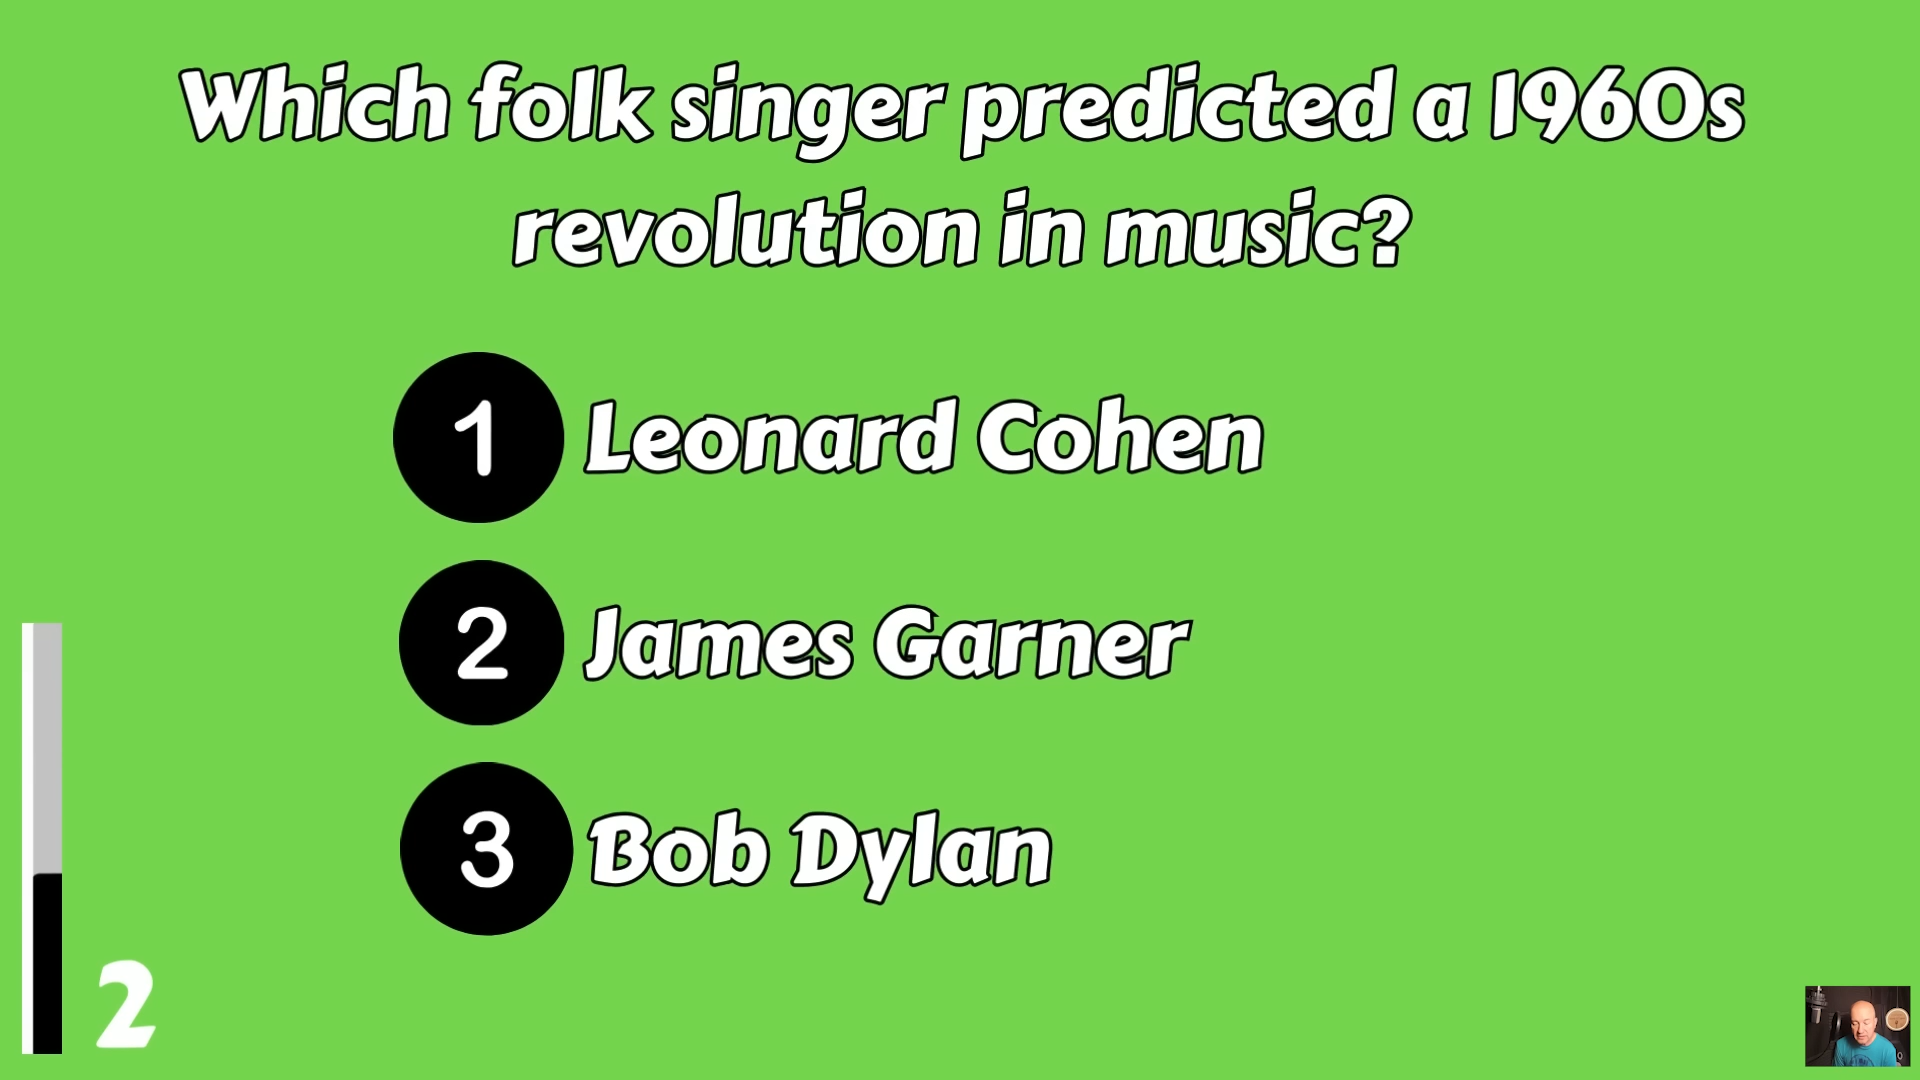 Which folk singer predicted a 1960s
revolution in music?
1 Leonard Cohen
2 James Garner
3 Bob Dylan
2